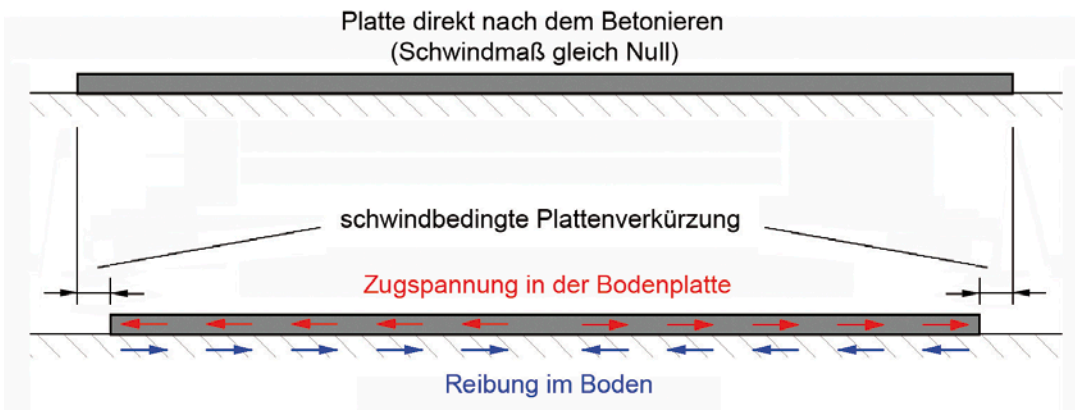 Platte direkt nach dem Betonieren
(Schwindmaß gleich Null)
schwindbedingte Plattenverkürzung
Zugspannung in der Bodenplatte
Reibung im Boden